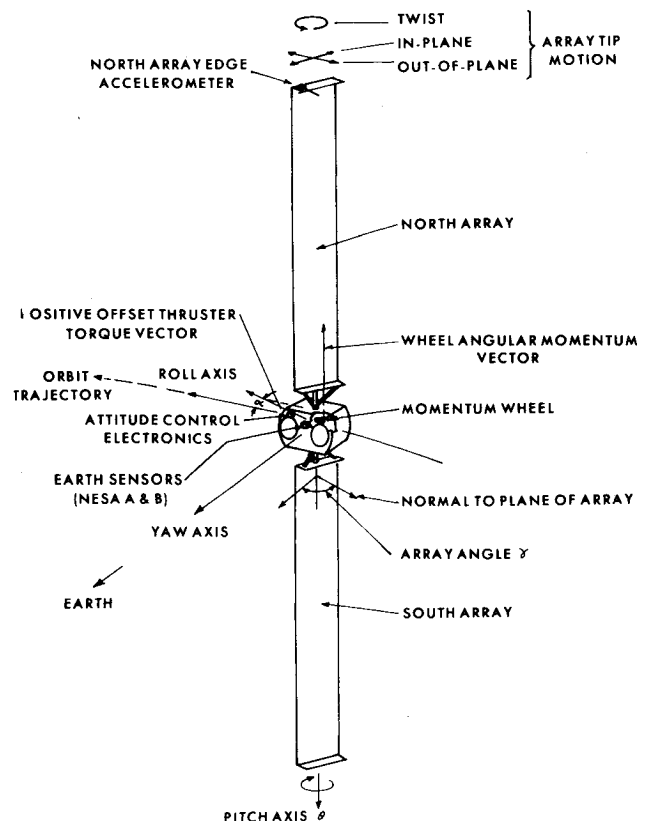 TWIST
IN-PLANE
OUT-OF-PLANE
ARRAY TIP
MOTION
NORTH ARRAY EDGE
ACCELEROMETER
NORTH ARRAY
OSITIVE OFFSET THRUSTER
TORQUE VECTOR
WHEEL ANGULAR MOMENTUM
VECTOR
ROLL AXIS
ORBIT
TRAJECTORY
α
MOMENTUM WHEEL
ATTITUDE CONTROL
ELECTRONICS
EARTH SENSORS
(NESA A & B)
NORMAL TO PLANE OF ARRAY
YAW AXIS
ARRAY ANGLE γ
EARTH
SOUTH ARRAY
PITCH AXIS θ